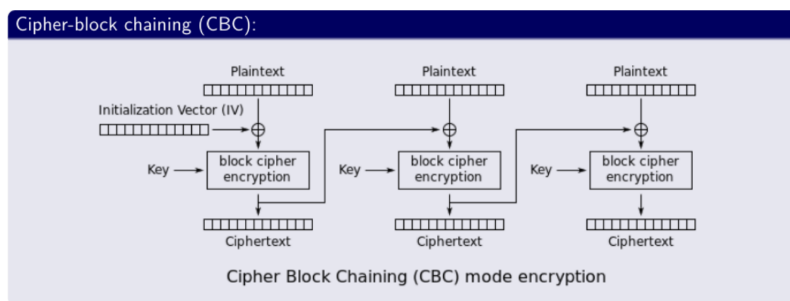 Cipher-block chaining (CBC):
Plaintext Plaintext Plaintext
Initialization Vector (IV)
Key block cipher encryption Key block cipher encryption Key block cipher encryption
Ciphertext Ciphertext Ciphertext
Cipher Block Chaining (CBC) mode encryption